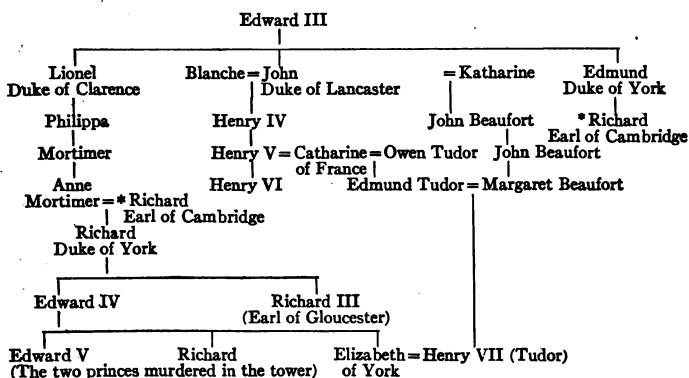 Edward III
Lionel Blanche = John = Katharine Edmund
Duke of Clarence Duke of Lancaster Duke of York
Philippa Henry IV John Beaufort * Richard
Earl of Cambridge
Mortimer Henry V = Catharine = Owen Tudor John Beaufort
of France
Anne Henry VI Edmund Tudor = Margaret Beaufort
Mortimer = * Richard
Earl of Cambridge
Richard
Duke of York
Edward IV Richard III
(Earl of Gloucester)
Edward V Richard Elizabeth = Henry VII (Tudor)
(The two princes murdered in the tower) of York